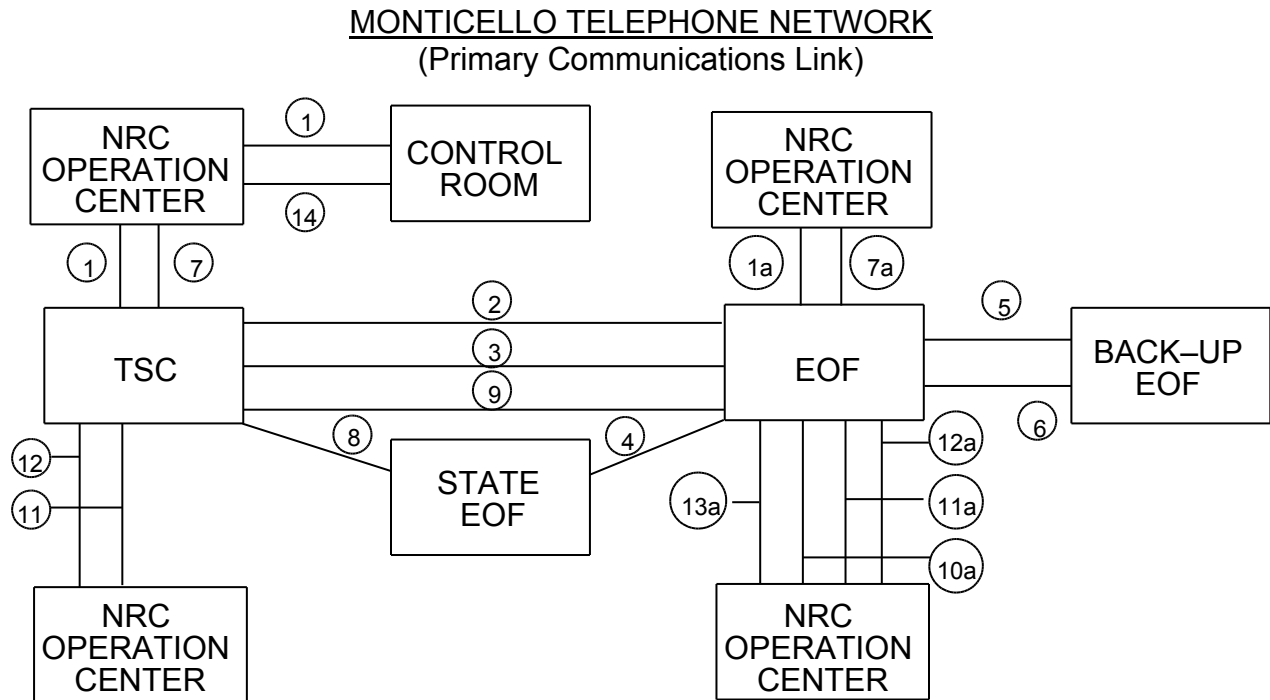 MONTICELLO TELEPHONE NETWORK
(Primary Communications Link)
NRC
OPERATION
CENTER
1
14
CONTROL
ROOM
NRC
OPERATION
CENTER
1
7
1a
7a
TSC
2
3
9
EOF
5
6
BACK–UP
EOF
8
4
STATE
EOF
12
11
13a
12a
11a
10a
NRC
OPERATION
CENTER
NRC
OPERATION
CENTER